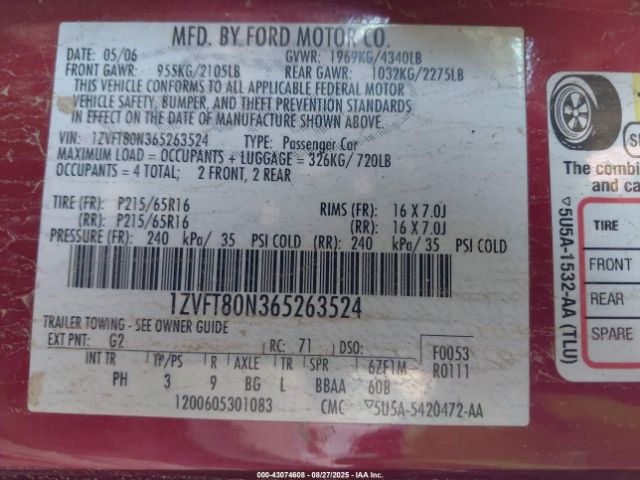 MFD. BY FORD MOTOR CO.
DATE: 05/06 GVWR: 1969KG/4340LB
FRONT GAWR: 955KG/2105LB REAR GAWR: 1032KG/2275LB
THIS VEHICLE CONFORMS TO ALL APPLICABLE FEDERAL MOTOR
VEHICLE SAFETY, BUMPER, AND THEFT PREVENTION STANDARDS
IN EFFECT ON THE DATE OF MANUFACTURE SHOWN ABOVE.
VIN: 1ZVFT80N365263524 TYPE: Passenger Car
MAXIMUM LOAD = OCCUPANTS + LUGGAGE = 326KG/720LB
OCCUPANTS = 4 TOTAL; 2 FRONT, 2 REAR
TIRE (FR): P215/65R16 RIMS (FR): 16 X 7.0J
(RR): P215/65R16 (RR): 16 X 7.0J
PRESSURE (FR): 240 kPa/ 35 PSI COLD (RR): 240 kPa/ 35 PSI COLD
1ZVFT80N365263524
TRAILER TOWING - SEE OWNER GUIDE
EXT PNT: G2 RC: 71 DSO: F0053
INT TR TP/PS R AXLE TR SPR 6ZF1M R0111
PH 3 9 BG L BBAA 60B
1200605301083 CMC ▽5U5A-5420472-AA
The combin
and ca
▽5U5A-1532-AA (TLU)
TIRE
FRONT
REAR
SPARE
000-43074608 - 08/27/2025 - IAAI, Inc.